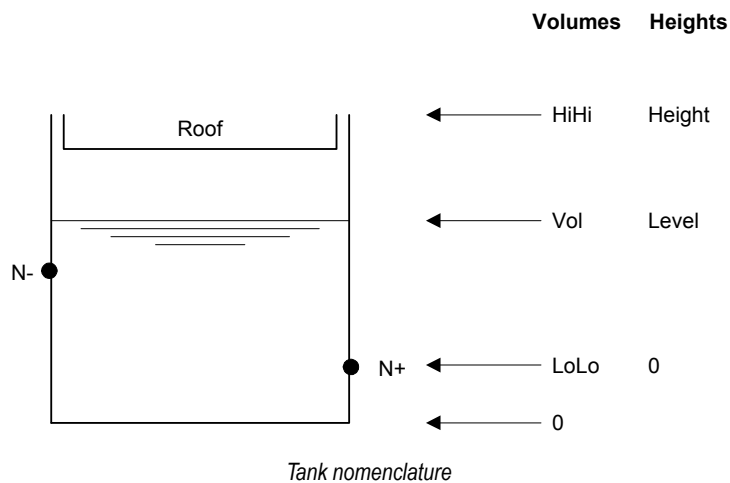 Volumes Heights
HiHi Height
Roof
Vol Level
N-
N+
LoLo 0
0
Tank nomenclature